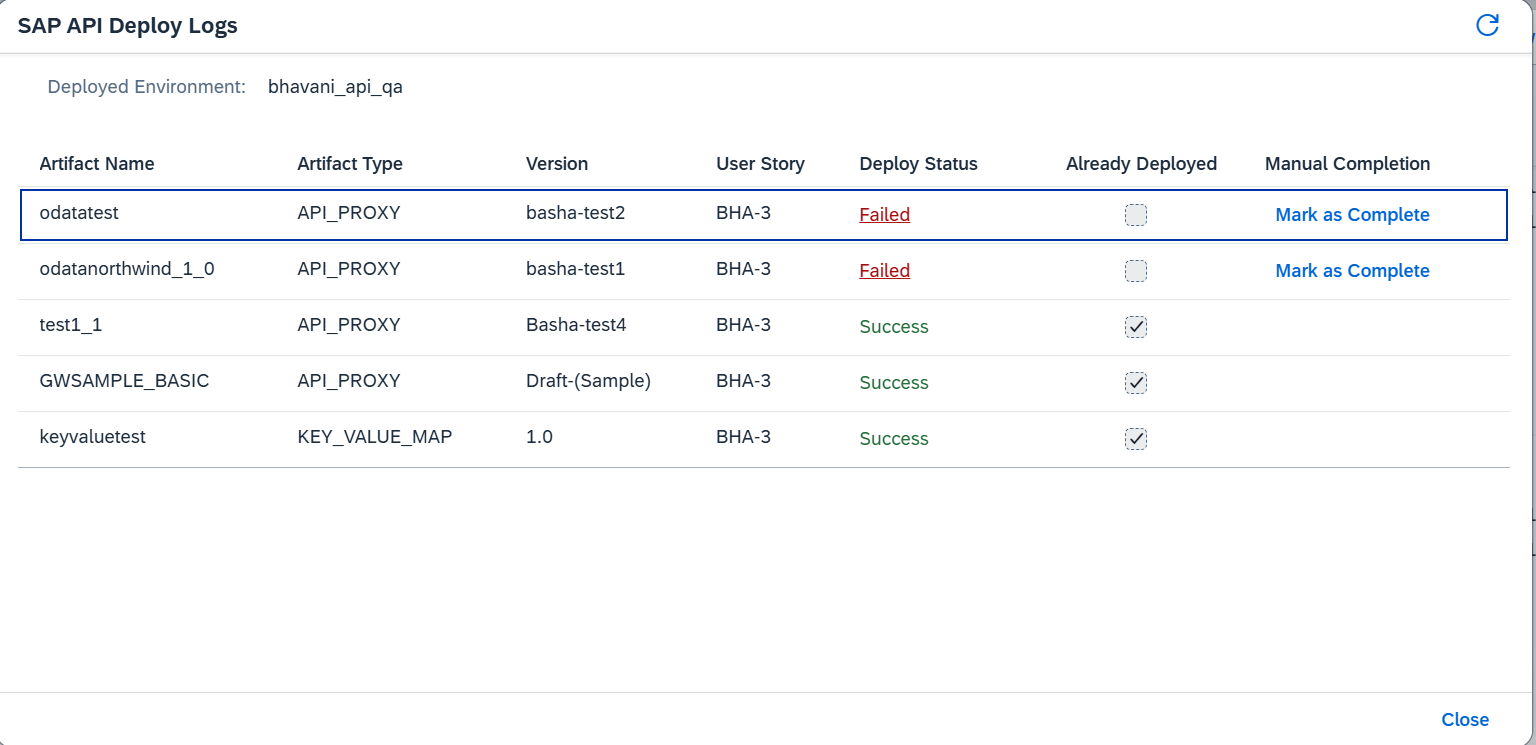 SAP API Deploy Logs
Deployed Environment: bhavani_api_qa
Artifact Name Artifact Type Version User Story Deploy Status Already Deployed Manual Completion
odatatest API_PROXY basha-test2 BHA-3 Failed Mark as Complete
odatanorthwind_1_0 API_PROXY basha-test1 BHA-3 Failed Mark as Complete
test1_1 API_PROXY Basha-test4 BHA-3 Success
GWSAMPLE_BASIC API_PROXY Draft-(Sample) BHA-3 Success
keyvaluetest KEY_VALUE_MAP 1.0 BHA-3 Success
Close